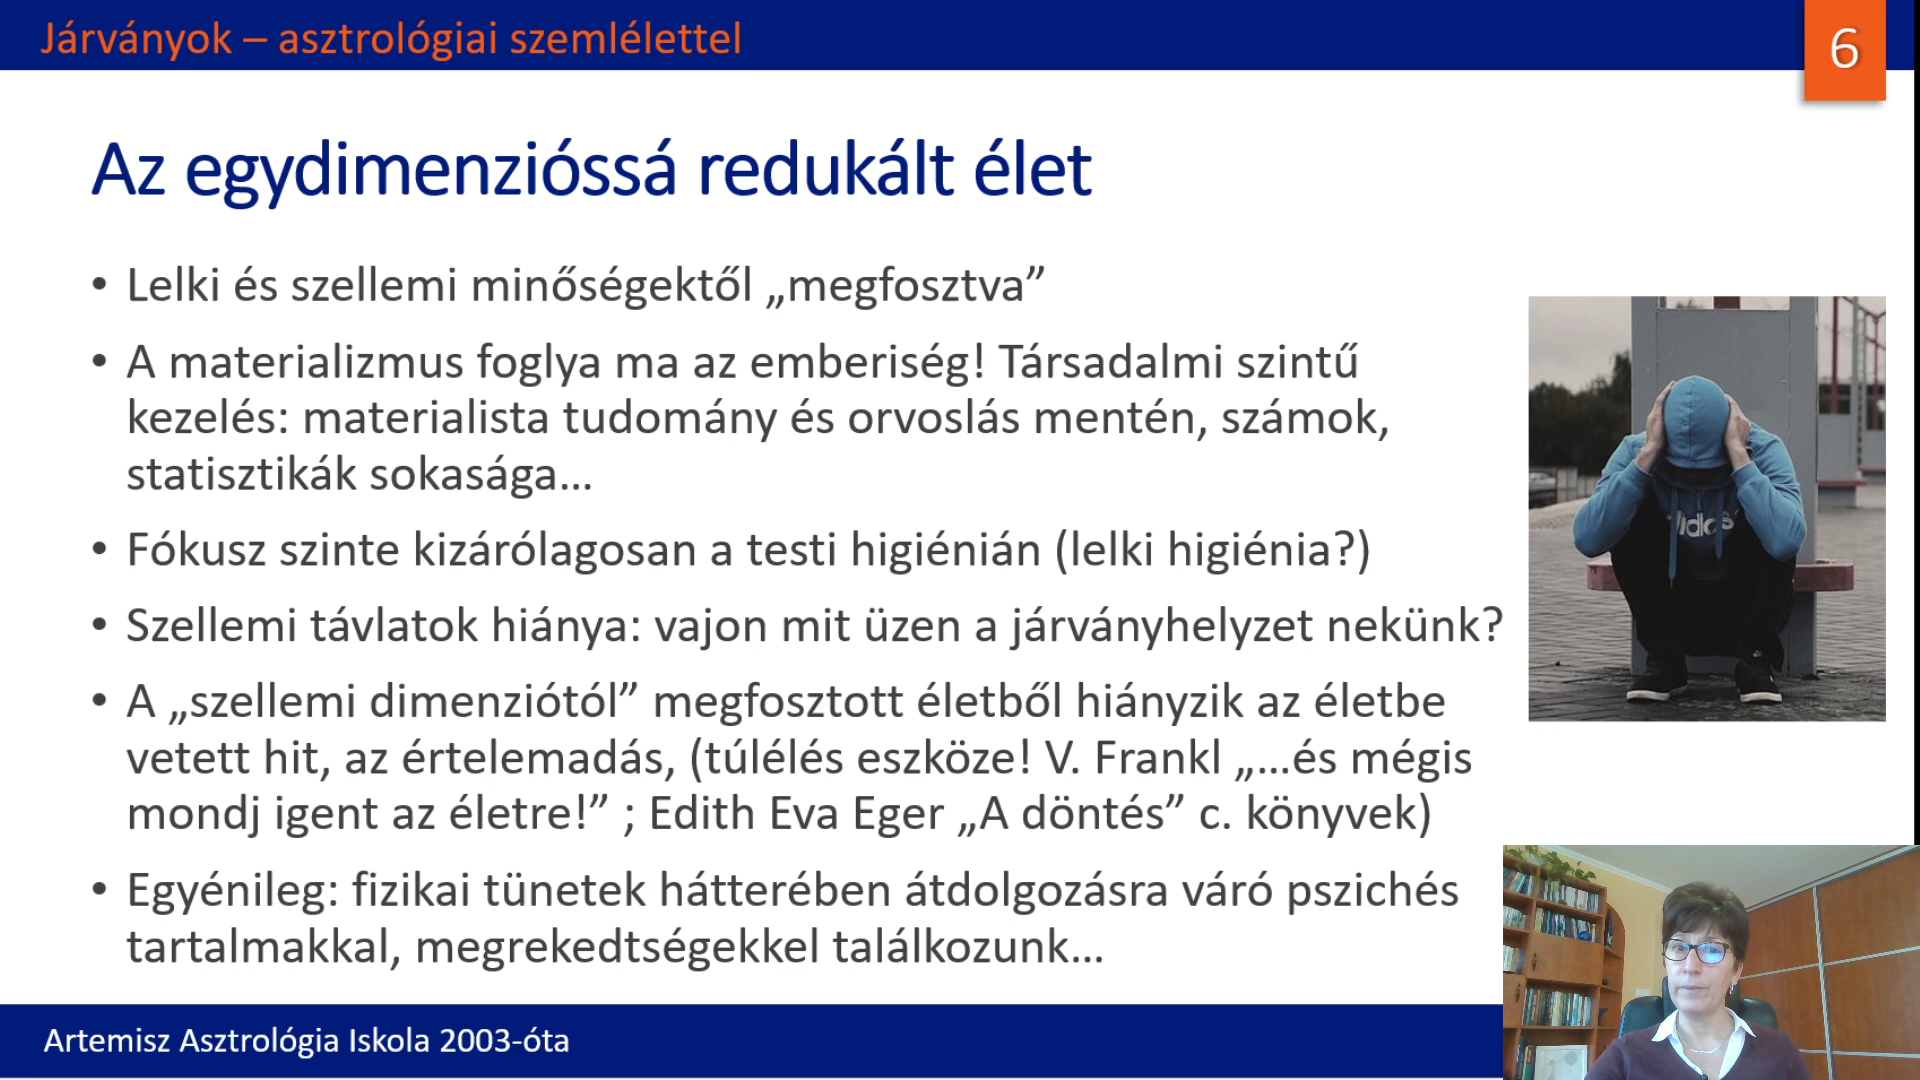 Járványok – asztrológiai szemlélettel
6
Az egydimenzióssá redukált élet
• Lelki és szellemi minőségektől „megfosztva”
• A materializmus foglya ma az emberiség! Társadalmi szintű
kezelés: materialista tudomány és orvoslás mentén, számok,
statisztikák sokasága...
• Fókusz szinte kizárólagosan a testi higiénián (lelki higiénia?)
• Szellemi távlatok hiánya: vajon mit üzen a járványhelyzet nekünk?
• A „szellemi dimenziótól” megfosztott életből hiányzik az életbe
vetett hit, az értelemadás, (túlélés eszköze! V. Frankl „...és mégis
mondj igent az életre!” ; Edith Eva Eger „A döntés” c. könyvek)
• Egyénileg: fizikai tünetek hátterében átdolgozásra váró pszichés
tartalmakkal, megrekedtségekkel találkozunk...
Artemisz Asztrológia Iskola 2003-óta